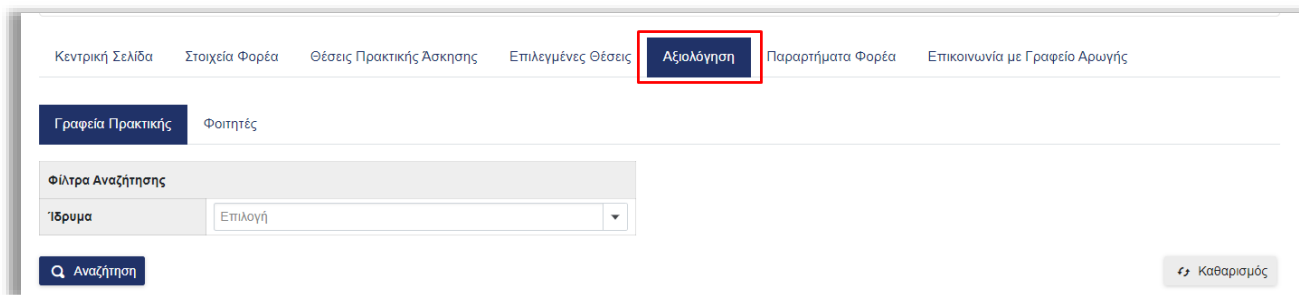 Κεντρική Σελίδα Στοιχεία Φορέα Θέσεις Πρακτικής Άσκησης Επιλεγμένες Θέσεις Αξιολόγηση Παραρτήματα Φορέα Επικοινωνία με Γραφείο Αρωγής
Γραφεία Πρακτικής Φοιτητές
Φίλτρα Αναζήτησης
Ίδρυμα Επιλογή
Αναζήτηση Καθαρισμός